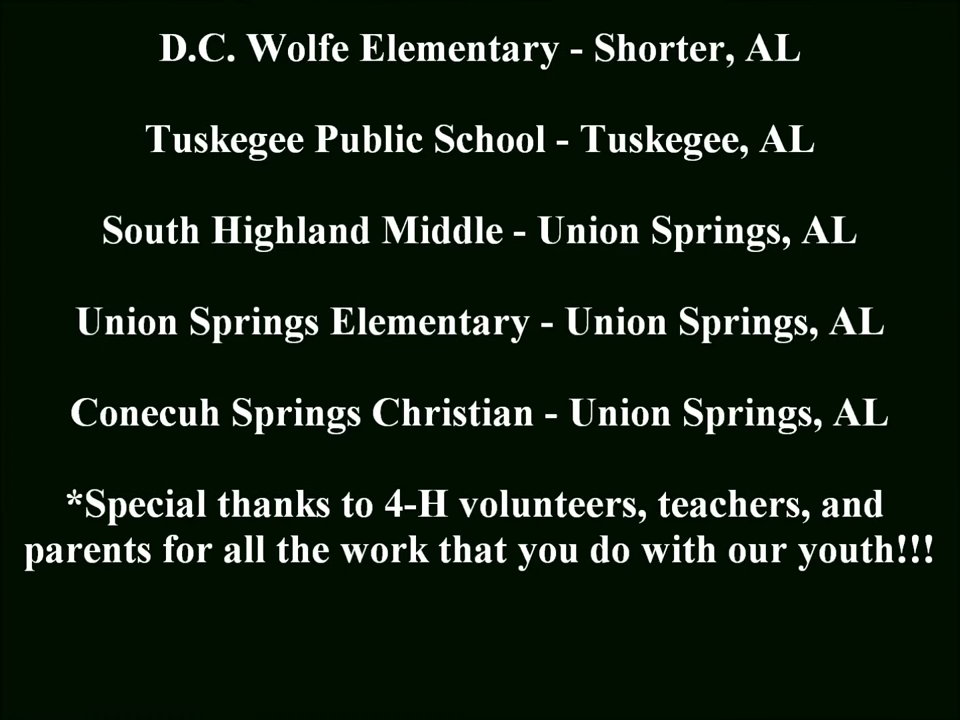 D.C. Wolfe Elementary - Shorter, AL
Tuskegee Public School - Tuskegee, AL
South Highland Middle - Union Springs, AL
Union Springs Elementary - Union Springs, AL
Conecuh Springs Christian - Union Springs, AL
*Special thanks to 4-H volunteers, teachers, and
parents for all the work that you do with our youth!!!